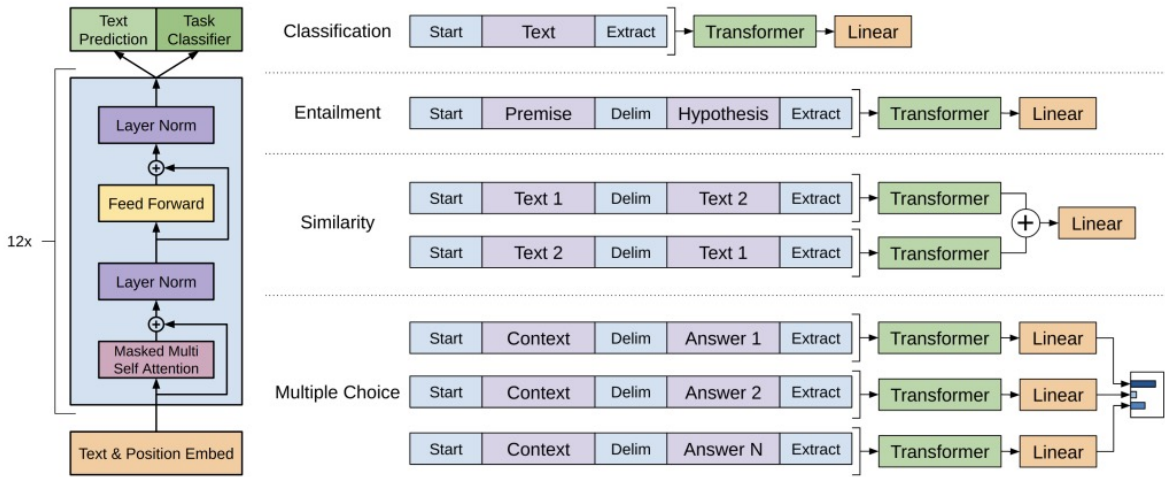 Text Prediction
Task Classifier
12x
Layer Norm
Feed Forward
Layer Norm
Masked Multi
Self Attention
Text & Position Embed
Classification
Start Text Extract Transformer Linear
Entailment
Start Premise Delim Hypothesis Extract Transformer Linear
Similarity
Start Text 1 Delim Text 2 Extract Transformer
+ Linear
Start Text 2 Delim Text 1 Extract Transformer
Multiple Choice
Start Context Delim Answer 1 Extract Transformer Linear
Start Context Delim Answer 2 Extract Transformer Linear
Start Context Delim Answer N Extract Transformer Linear